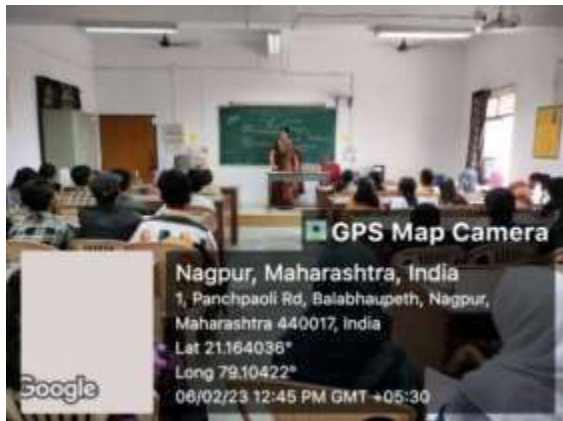 GPS Map Camera
Nagpur, Maharashtra, India
1, Panchpaoli Rd, Balabhaupeth, Nagpur,
Maharashtra 440017, India
Lat 21.164036°
Long 79.10422°
06/02/23 12:45 PM GMT +05:30
Google